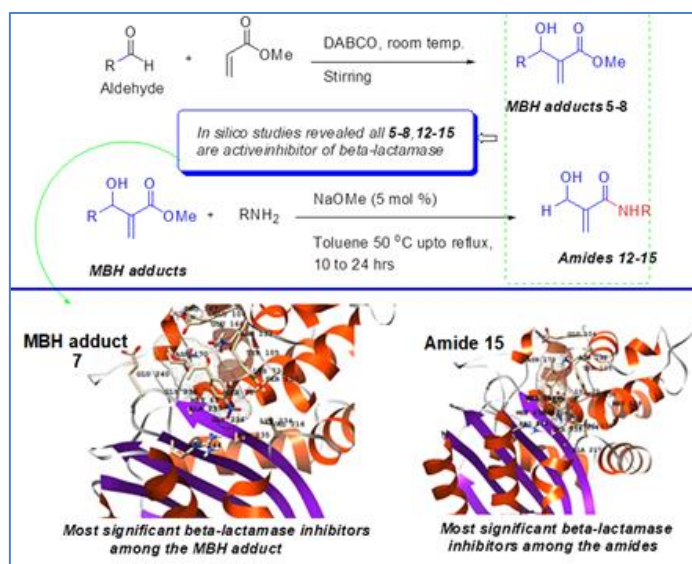 O
R H
Aldehyde
+
O
OMe
DABCO, room temp.
Stirring
OH O
R OMe
MBH adducts 5-8
In silico studies revealed all 5-8,12-15
are activeinhibitor of beta-lactamase
OH O
R OMe
MBH adducts
+ RNH2
NaOMe (5 mol %)
Toluene 50 °C upto reflux,
10 to 24 hrs
OH O
H NHR
Amides 12-15
MBH adduct
7
Amide 15
Most significant beta-lactamase inhibitors
among the MBH adduct
Most significant beta-lactamase
inhibitors among the amides